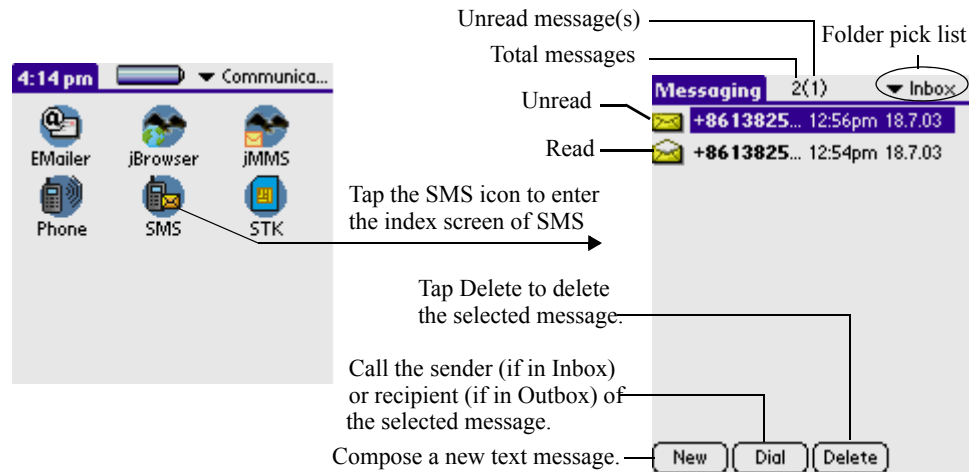 Unread message(s)
Total messages
Folder pick list
4:14 pm
Communica...
EMailer
jBrowser
jMMS
Phone
SMS
STK
Tap the SMS icon to enter
the index screen of SMS
Unread
Read
Messaging
2(1)
Inbox
+8613825... 12:56pm 18.7.03
+8613825... 12:54pm 18.7.03
Tap Delete to delete
the selected message.
Call the sender (if in Inbox)
or recipient (if in Outbox) of
the selected message.
Compose a new text message.
New
Dial
Delete